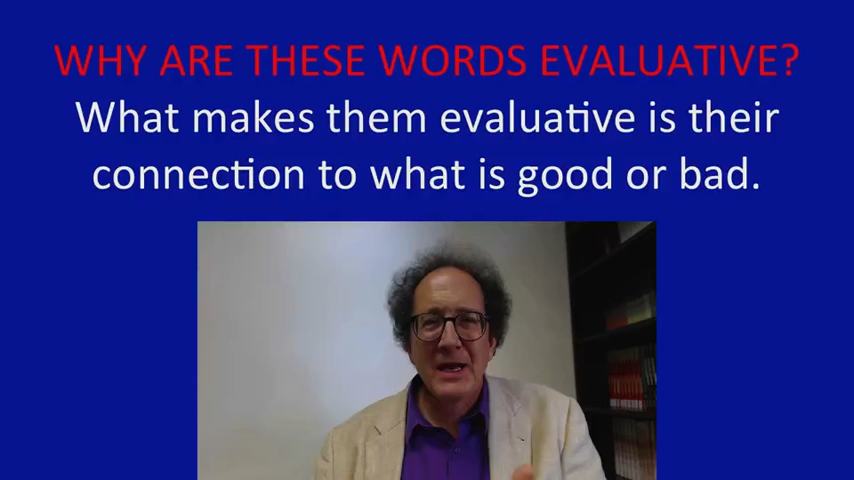 WHY ARE THESE WORDS EVALUATIVE?
What makes them evaluative is their
connection to what is good or bad.